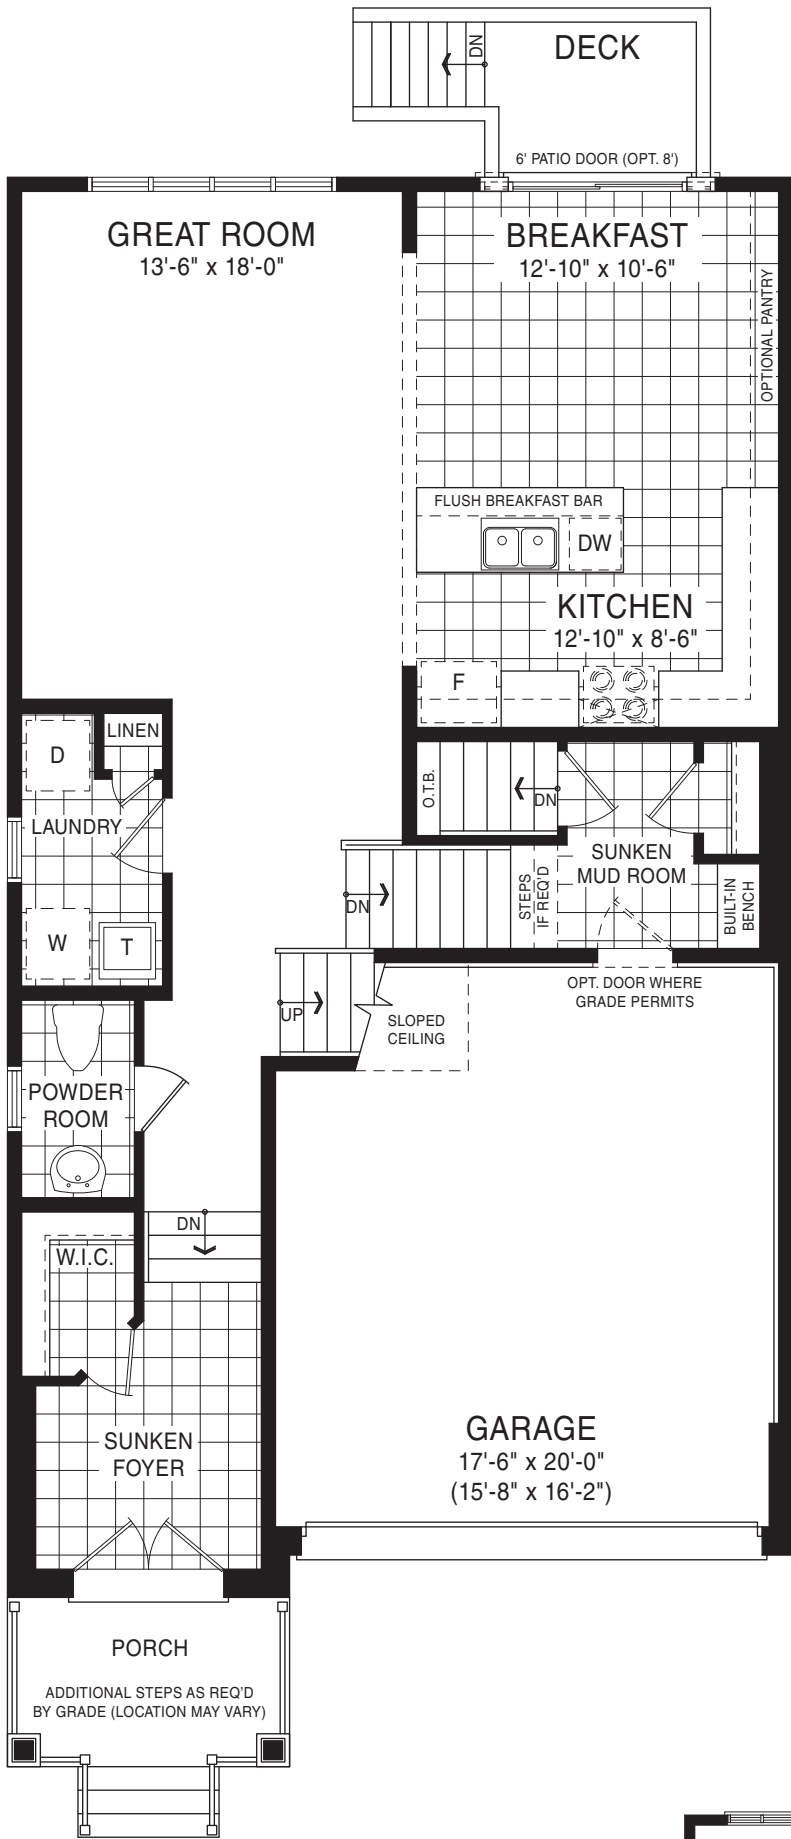 DN
DECK
6' PATIO DOOR (OPT. 8')
GREAT ROOM
13'-6" x 18'-0"
BREAKFAST
12'-10" x 10'-6"
OPTIONAL PANTRY
FLUSH BREAKFAST BAR
DW
KITCHEN
12'-10" x 8'-6"
F
LINEN
D
LAUNDRY
W
T
O.T.B.
DN
SUNKEN
MUD ROOM
STEPS
IF REQ'D
BUILT-IN
BENCH
DN
OPT. DOOR WHERE
GRADE PERMITS
UP
SLOPED
CEILING
POWDER
ROOM
DN
W.I.C.
SUNKEN
FOYER
GARAGE
17'-6" x 20'-0"
(15'-8" x 16'-2")
PORCH
ADDITIONAL STEPS AS REQ'D
BY GRADE (LOCATION MAY VARY)